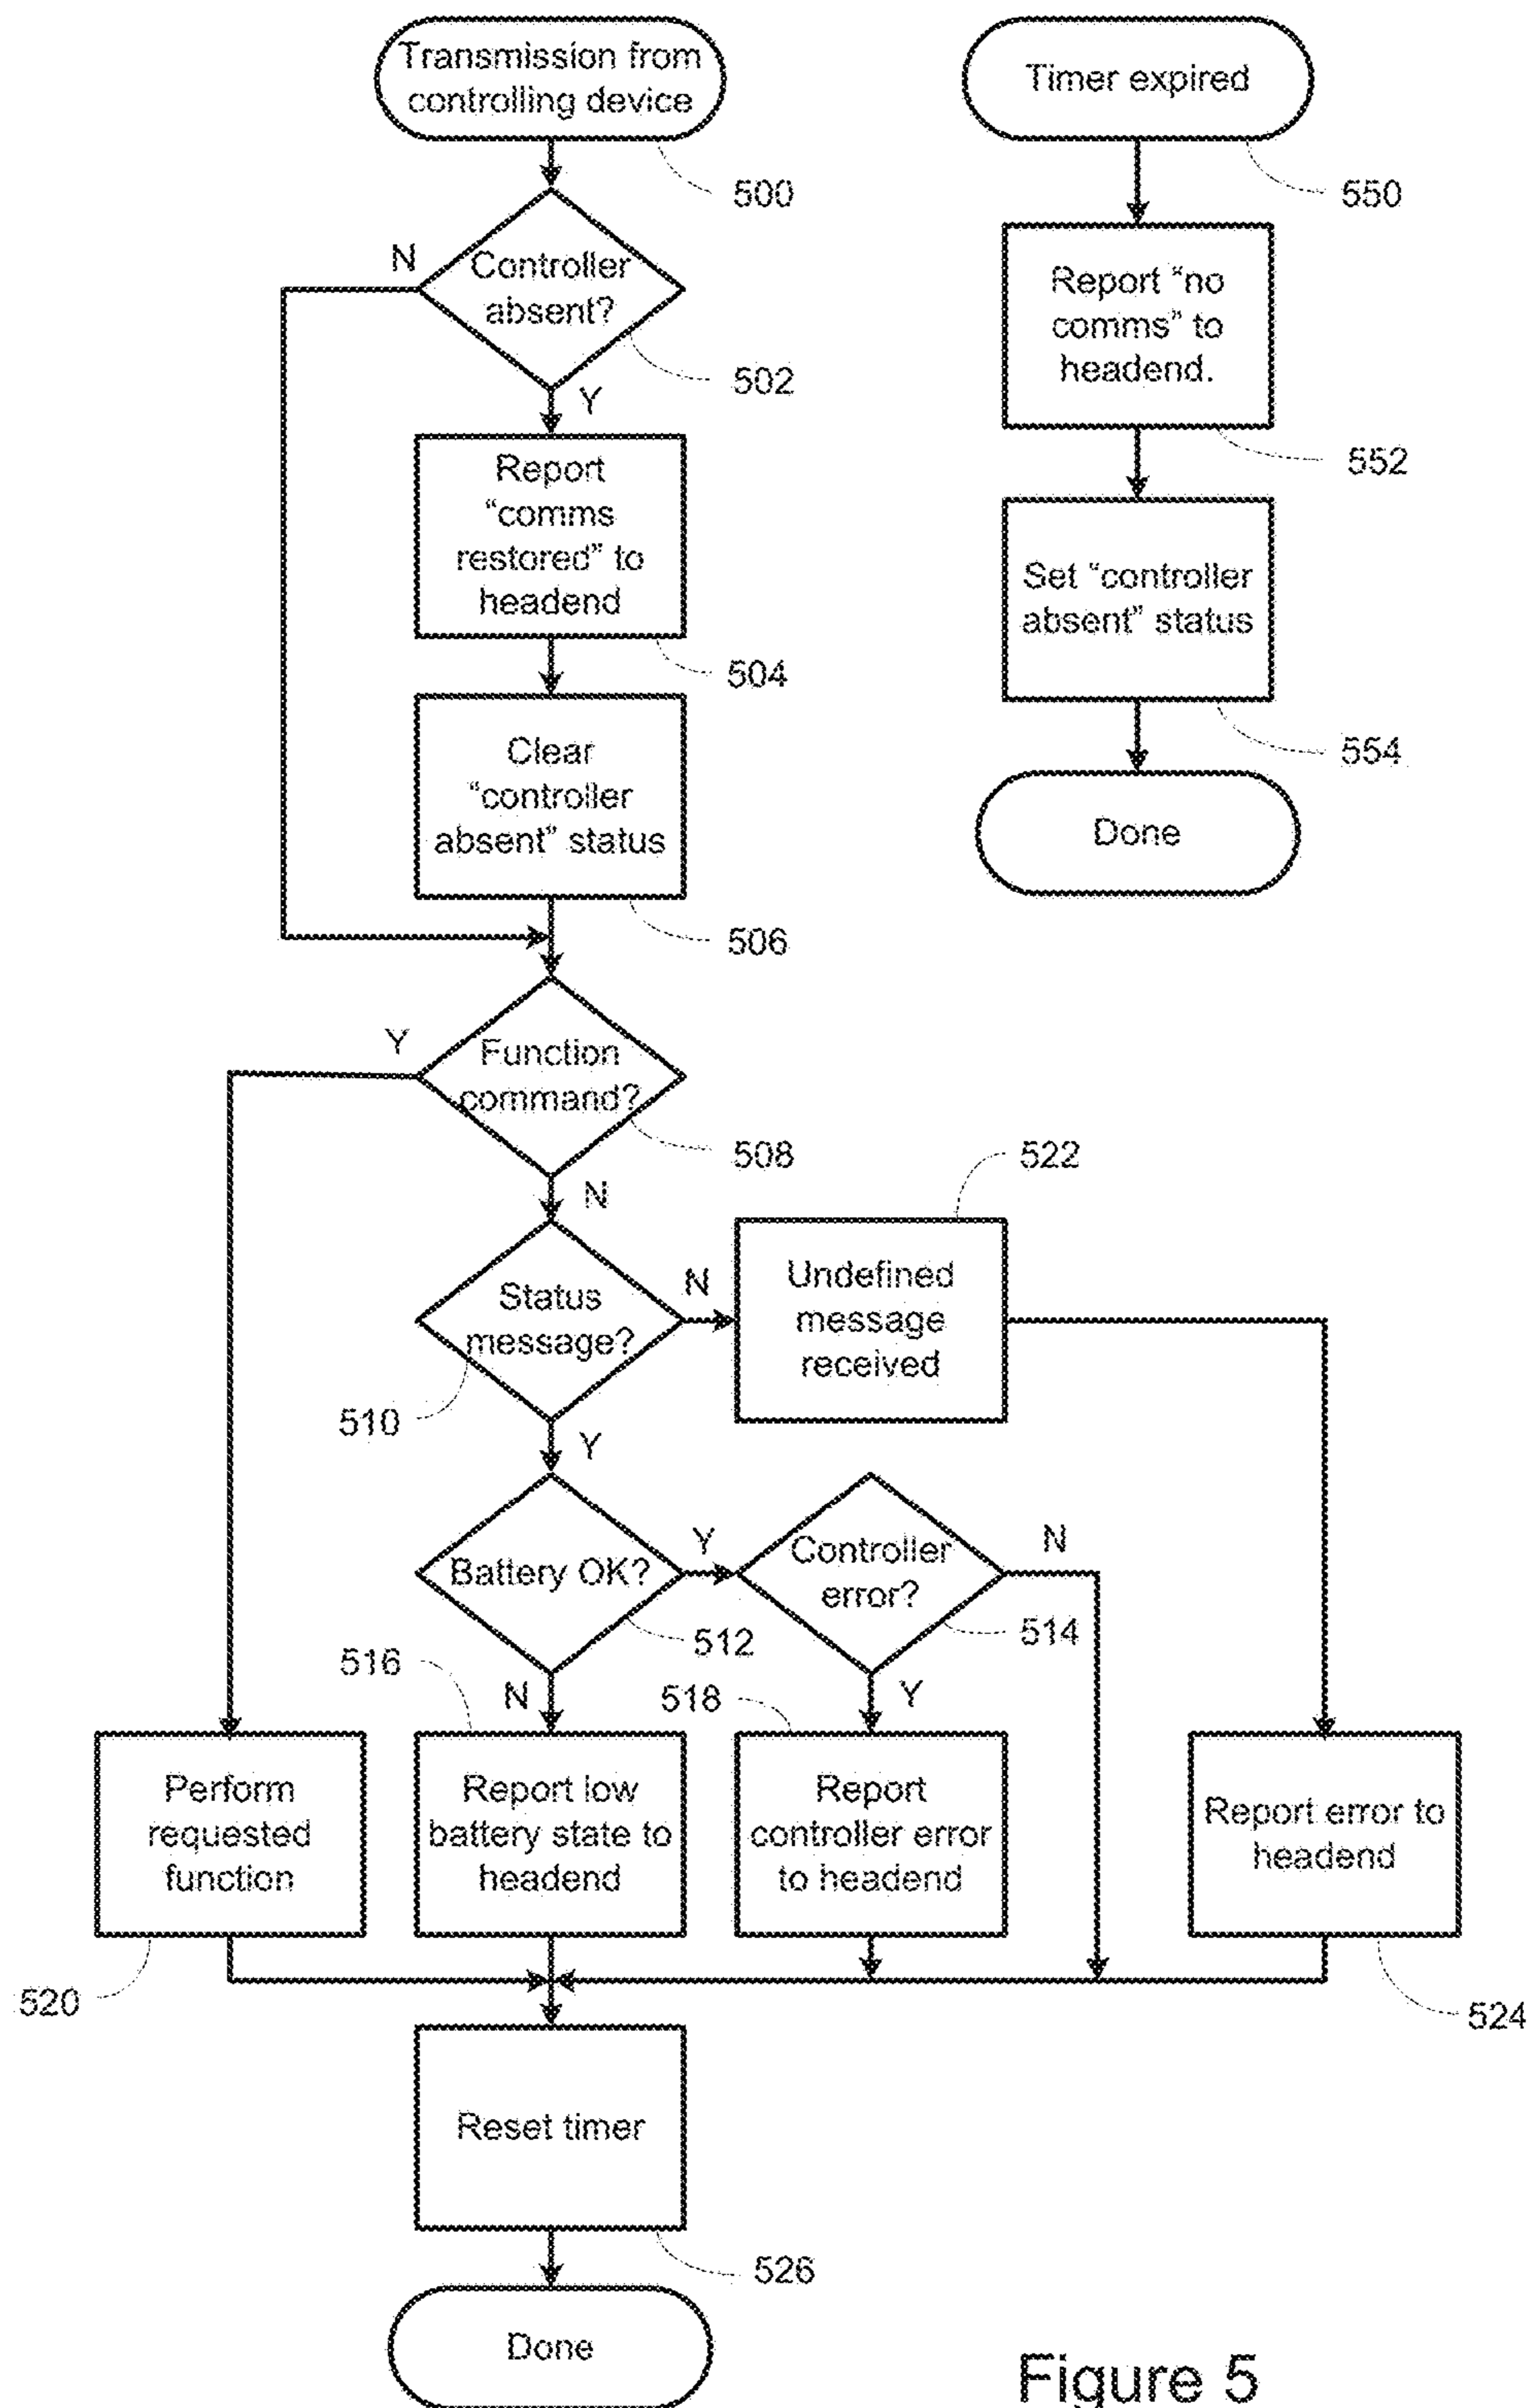 Transmission from
controlling device
500
N
Controller
absent?
502
Y
Report
“comms
restored” to
headend
504
Clear
“controller
absent” status
506
Y
Function
command?
508
N
Status
message?
510
N
522
Undefined
message
received
Y
Battery OK?
512
Y
Controller
error?
514
N
516
N
518
Y
Perform
requested
function
520
Report low
battery state to
headend
Report
controller error
to headend
Report error to
headend
524
Reset timer
526
Done
Timer expired
550
Report “no
comms” to
headend.
552
Set “controller
absent” status
554
Done
Figure 5